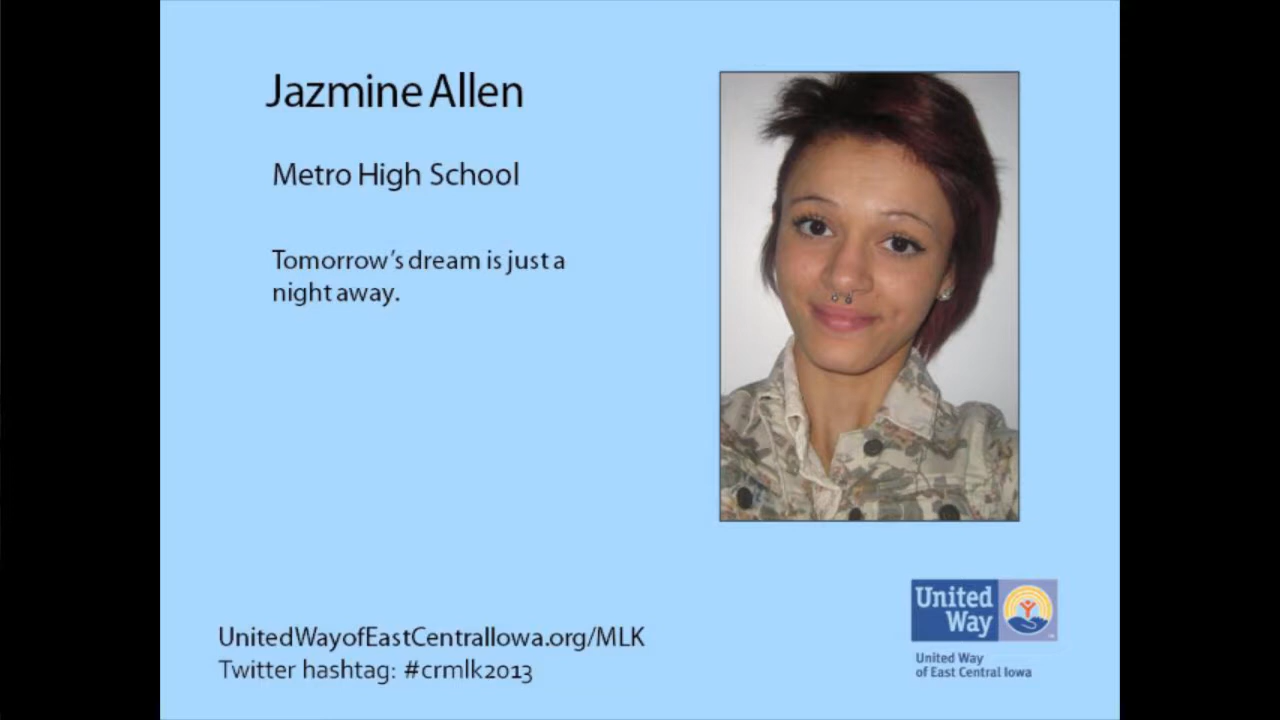 Jazmine Allen
Metro High School
Tomorrow's dream is just a
night away.
UnitedWayofEastCentralIowa.org/MLK
Twitter hashtag: #crmlk2013
United
Way
United Way
of East Central Iowa